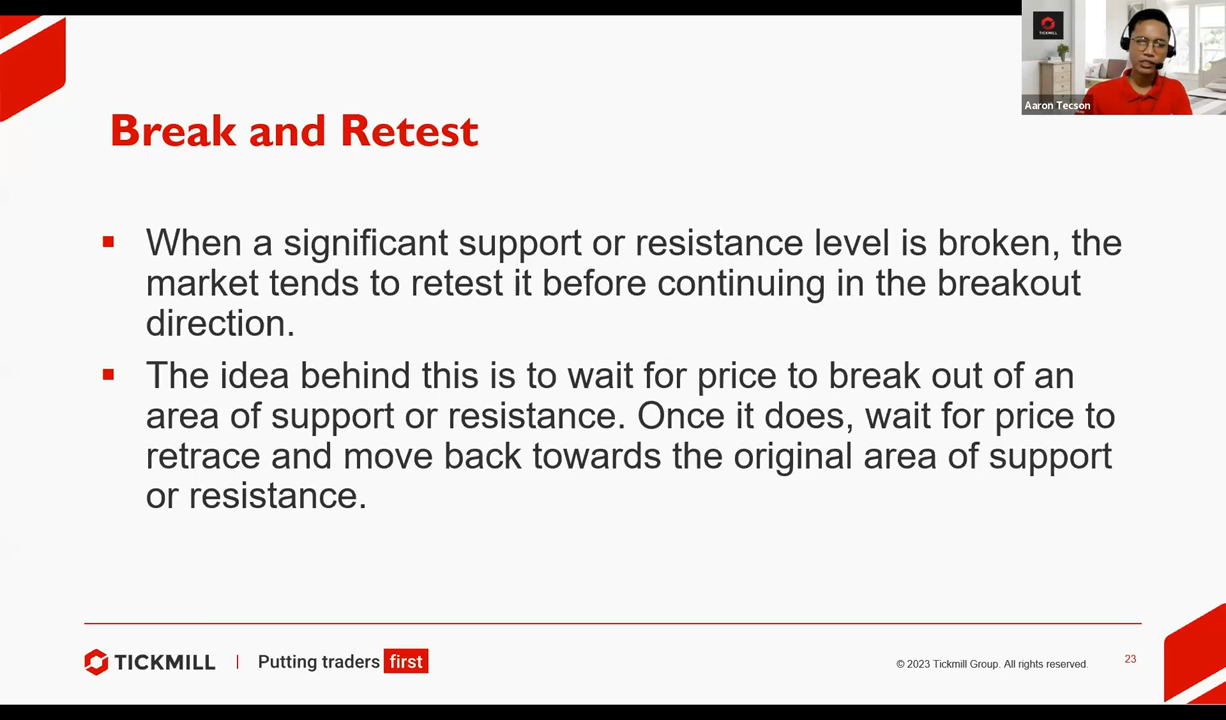 TICKMILL
Aaron Tecson
Break and Retest
When a significant support or resistance level is broken, the
market tends to retest it before continuing in the breakout
direction.
The idea behind this is to wait for price to break out of an
area of support or resistance. Once it does, wait for price to
retrace and move back towards the original area of support
or resistance.
TICKMILL | Putting traders first
© 2023 Tickmill Group. All rights reserved.
23